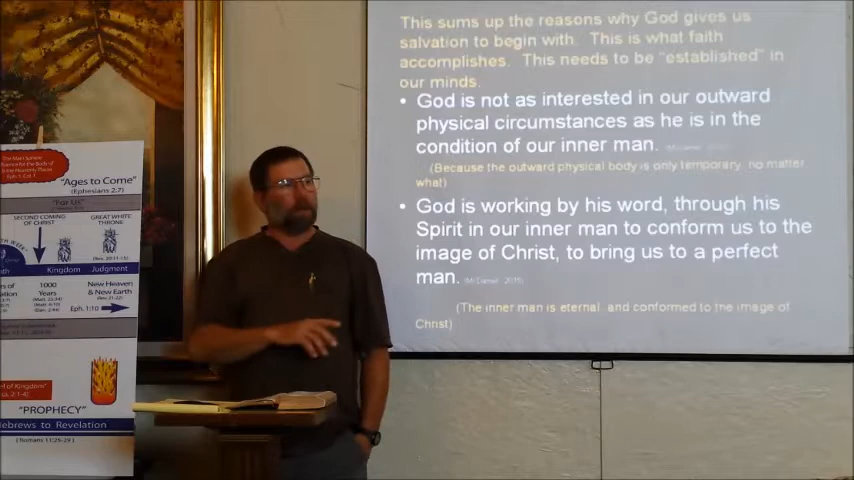 This sums up the reasons why God gives us
salvation to begin with. This is what faith
accomplishes. This needs to be "established" in
our minds.
• God is not as interested in our outward
physical circumstances as he is in the
condition of our inner man.
(Because the outward physical body is only temporary, no matter
what)
• God is working by his word, through his
Spirit in our inner man to conform us to the
image of Christ, to bring us to a perfect
man.
(The inner man is eternal and conformed to the image of
Christ)
"Ages to Come"
(Ephesians 2:7)
"For Us"
SECOND COMING
OF CHRIST
GREAT WHITE
THRONE
Kingdom
Judgment
1000
Years
New Heaven
& New Earth
Eph. 1:10
of Kingdom"
"PROPHECY"
Hebrews to Revelation